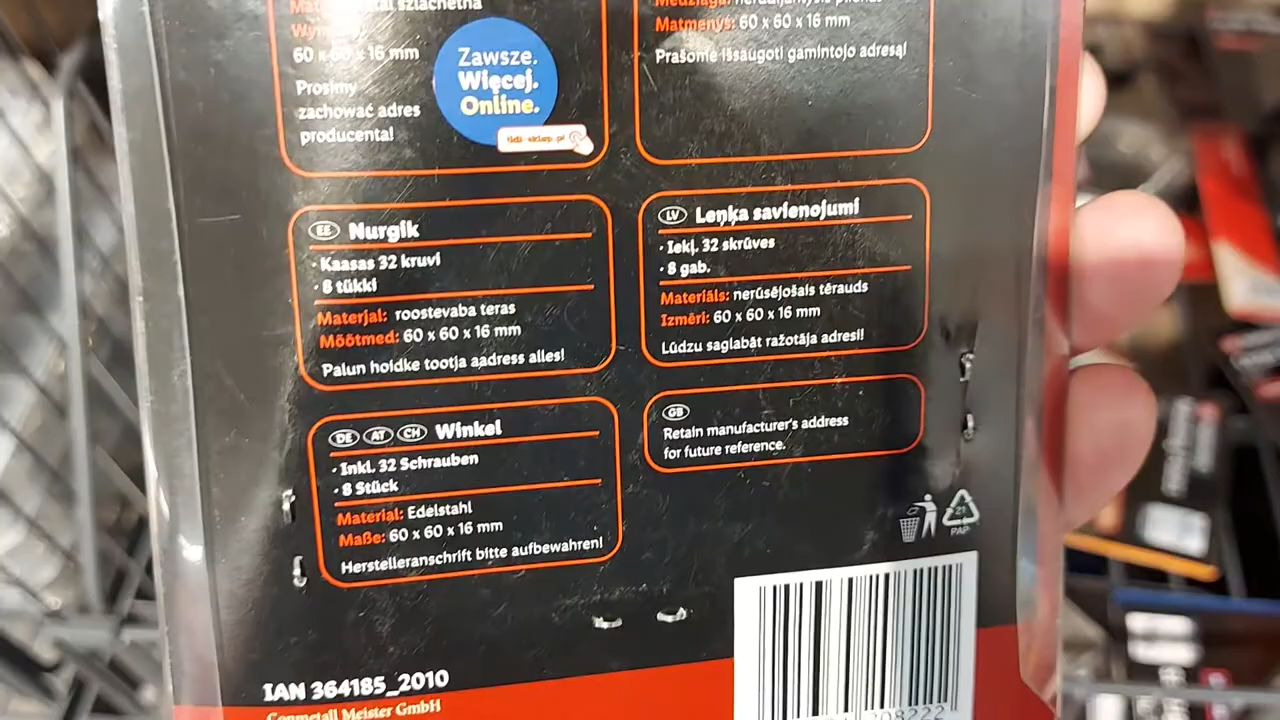 szlachetna
60 x 60 x 16 mm
Prosimy
zachować adres
producenta!
Zawsze.
Więcej.
Online.
lidl-sklep.pl
Matmenys: 60 x 60 x 16 mm
Prašome išsaugoti gamintojo adresą!
EE Nurgik
· Kaasas 32 kruvi
· 8 tükki
Materjal: roostevaba teras
Mõõtmed: 60 x 60 x 16 mm
Palun hoidke tootja aadress alles!
LV Leņķa savienojumi
· Iekļ. 32 skrūves
· 8 gab.
Materiāls: nerūsējošais tērauds
Izmēri: 60 x 60 x 16 mm
Lūdzu saglabāt ražotāja adresi!
DE AT CH Winkel
· Inkl. 32 Schrauben
· 8 Stück
Material: Edelstahl
Maße: 60 x 60 x 16 mm
Herstelleranschrift bitte aufbewahren!
GB
Retain manufacturer's address
for future reference.
21
PAP
IAN 364185_2010
Conmetall Meister GmbH
208222